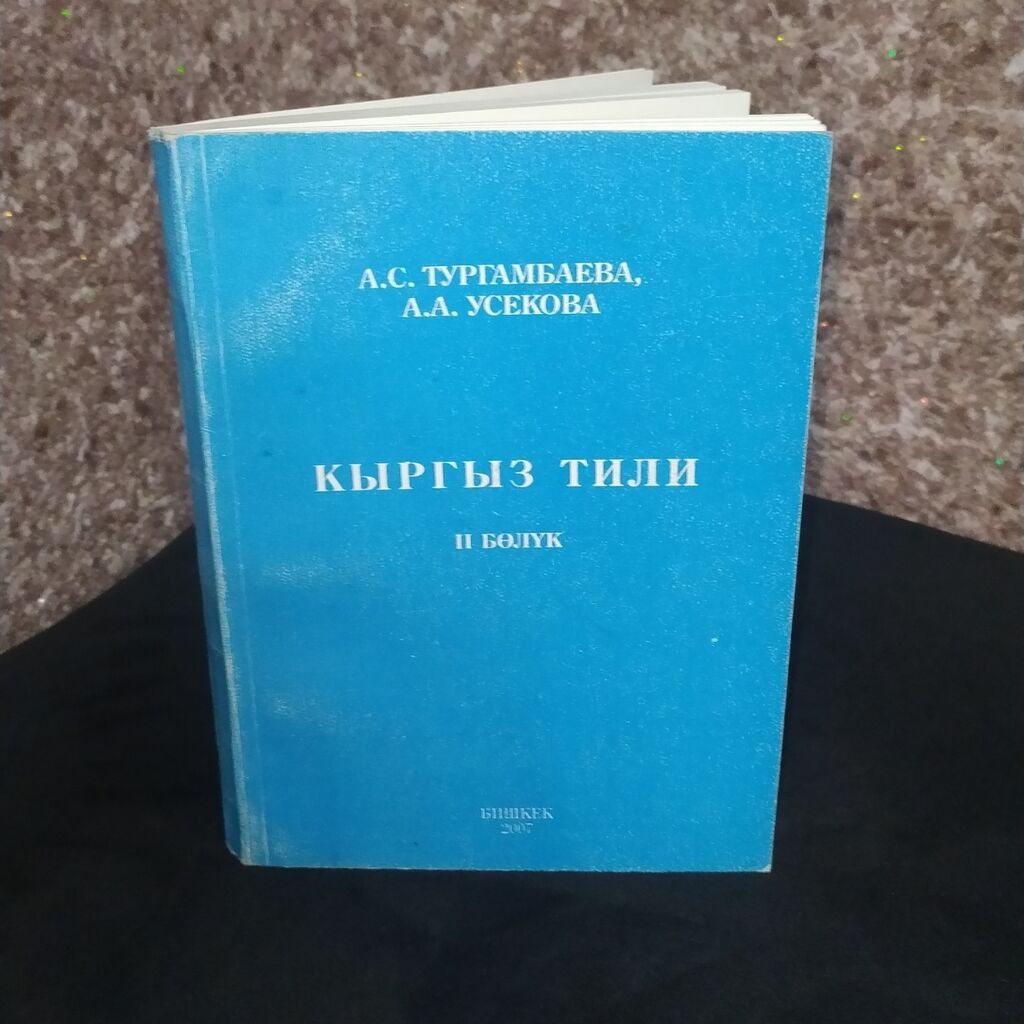 А.С. ТУРГАМБАЕВА,
А.А. УСЕКОВА
КЫРГЫЗ ТИЛИ
II БӨЛҮК
БИШКЕК
2007